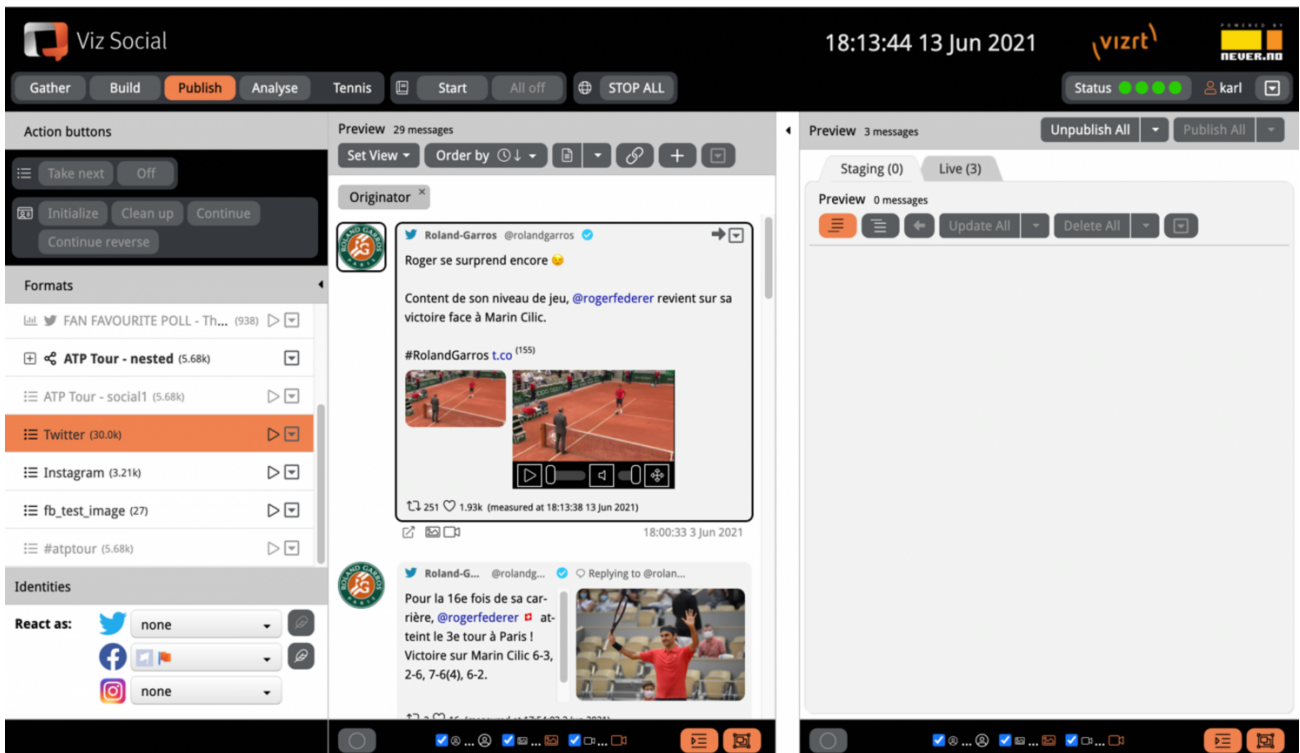 Viz Social
18:13:44 13 Jun 2021
vizrt
POWERED BY
NEVER.NO
Gather Build Publish Analyse Tennis Start All off STOP ALL
Status karl
Action buttons
Take next Off
Initialize Clean up Continue
Continue reverse
Formats
FAN FAVOURITE POLL - Th... (938)
ATP Tour - nested (5.68k)
ATP Tour - social1 (5.68k)
Twitter (30.0k)
Instagram (3.21k)
fb_test_image (27)
#atptour (5.68k)
Identities
React as: none
none
Preview 29 messages
Set View Order by
Originator ×
ROLAND GARROS
PARIS
Roland-Garros @rolandgarros
Roger se surprend encore
Content de son niveau de jeu, @rogerfederer revient sur sa
victoire face à Marin Cilic.
#RolandGarros t.co (155)
251 1.93k (measured at 18:13:38 13 Jun 2021)
18:00:33 3 Jun 2021
ROLAND GARROS
PARIS
Roland-G... @rolandg... Replying to @rolan...
Pour la 16e fois de sa car-
rière, @rogerfederer at-
teint le 3e tour à Paris !
Victoire sur Marin Cilic 6-3,
2-6, 7-6(4), 6-2.
... ... ...
Preview 3 messages
Unpublish All Publish All
Staging (0) Live (3)
Preview 0 messages
Update All Delete All
... ... ...